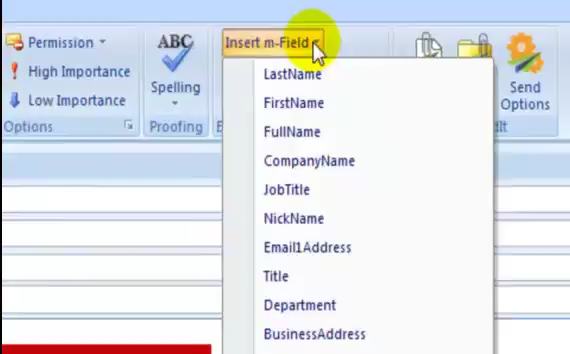 Permission
High Importance
Low Importance
Options
ABC
Spelling
Proofing
Insert m-Field
E
LastName
FirstName
FullName
CompanyName
JobTitle
NickName
Email1Address
Title
Department
BusinessAddress
Send
Options